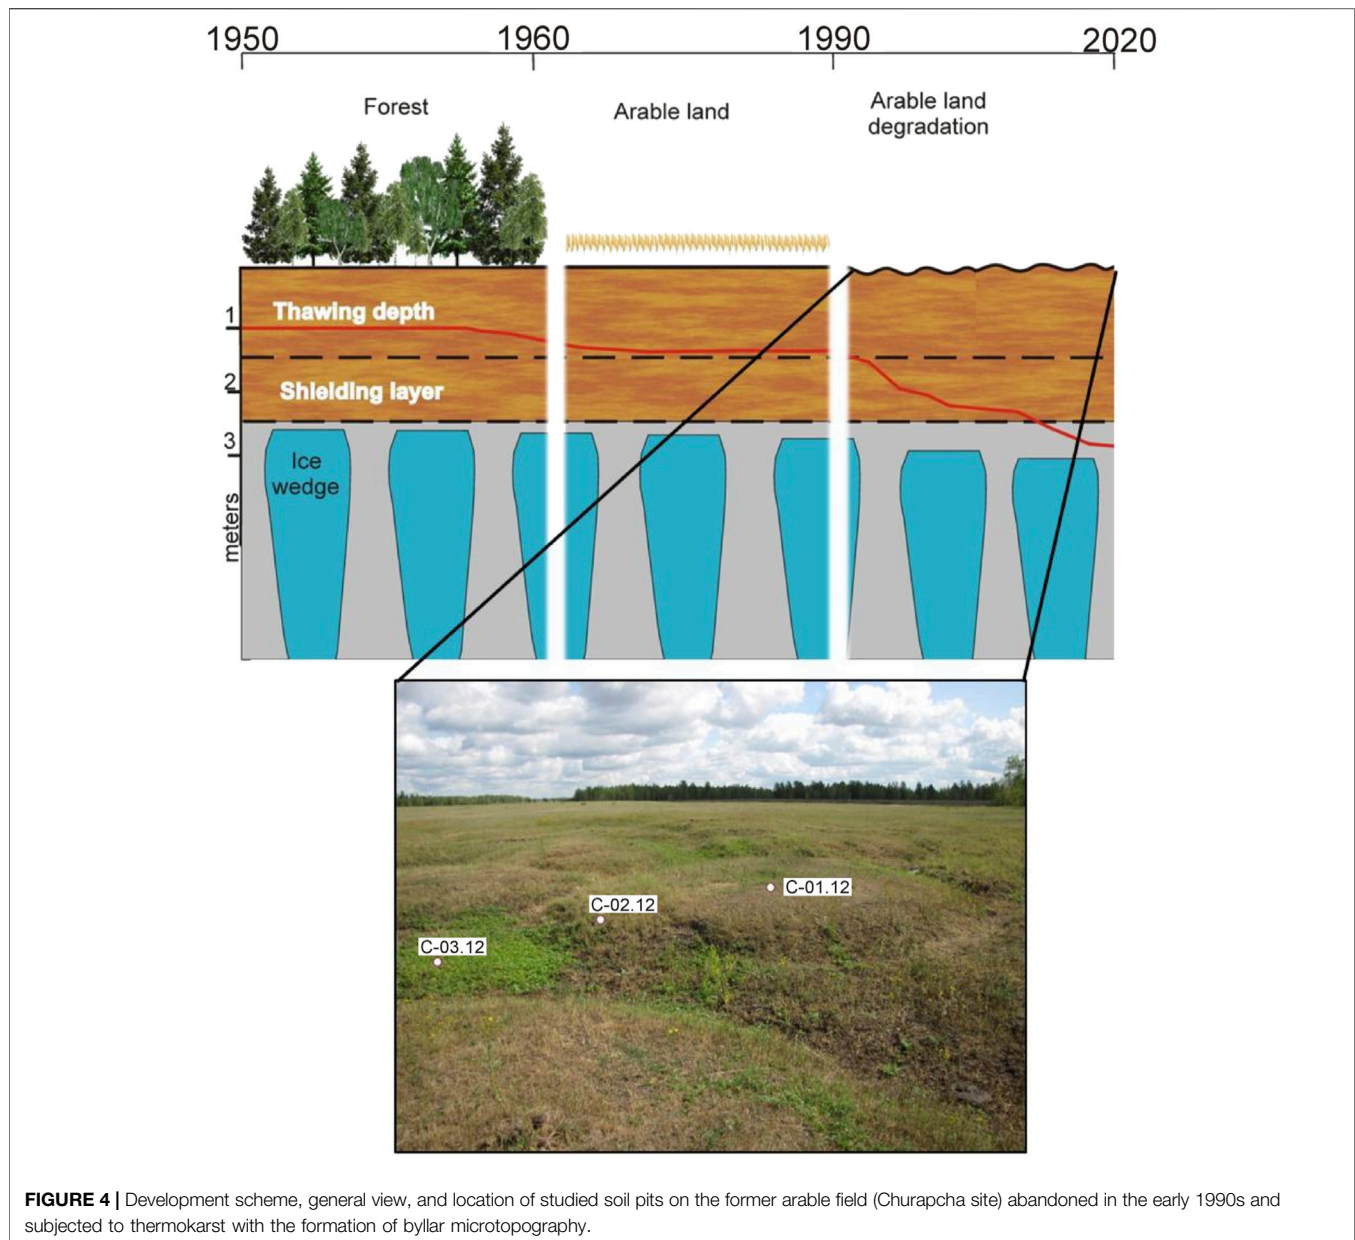 1950 1960 1990 2020
Forest
Arable land
Arable land
degradation
1
Thawing depth
2
Shielding layer
3
Ice
wedge
meters
C-01.12
C-02.12
C-03.12
FIGURE 4 | Development scheme, general view, and location of studied soil pits on the former arable field (Churapcha site) abandoned in the early 1990s and
subjected to thermokarst with the formation of byllar microtopography.